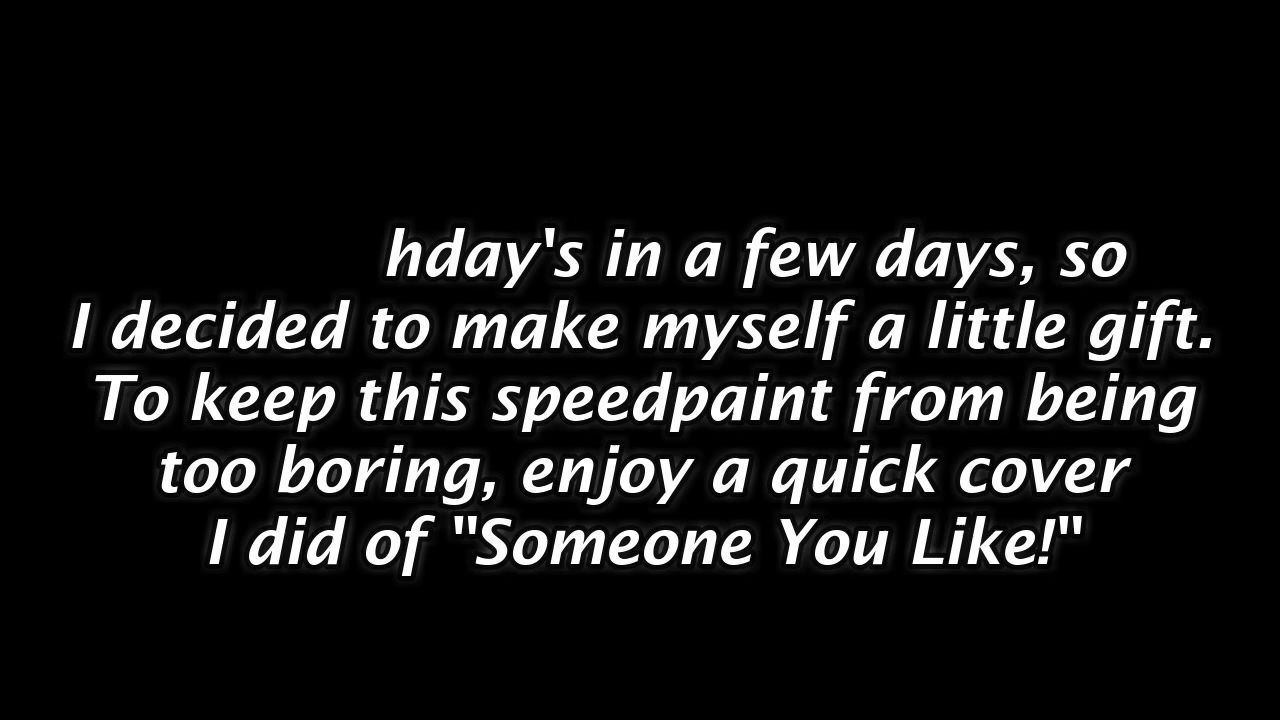 hday's in a few days, so
I decided to make myself a little gift.
To keep this speedpaint from being
too boring, enjoy a quick cover
I did of "Someone You Like!"